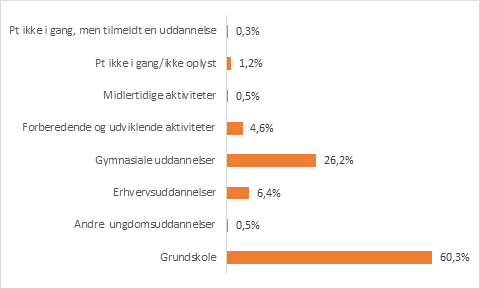 Pt ikke i gang, men tilmeldt en uddannelse 0,3%
Pt ikke i gang/ikke oplyst 1,2%
Midlertidige aktiviteter 0,5%
Forberedende og udviklende aktiviteter 4,6%
Gymnasiale uddannelser 26,2%
Erhvervsuddannelser 6,4%
Andre ungdomsuddannelser 0,5%
Grundskole 60,3%